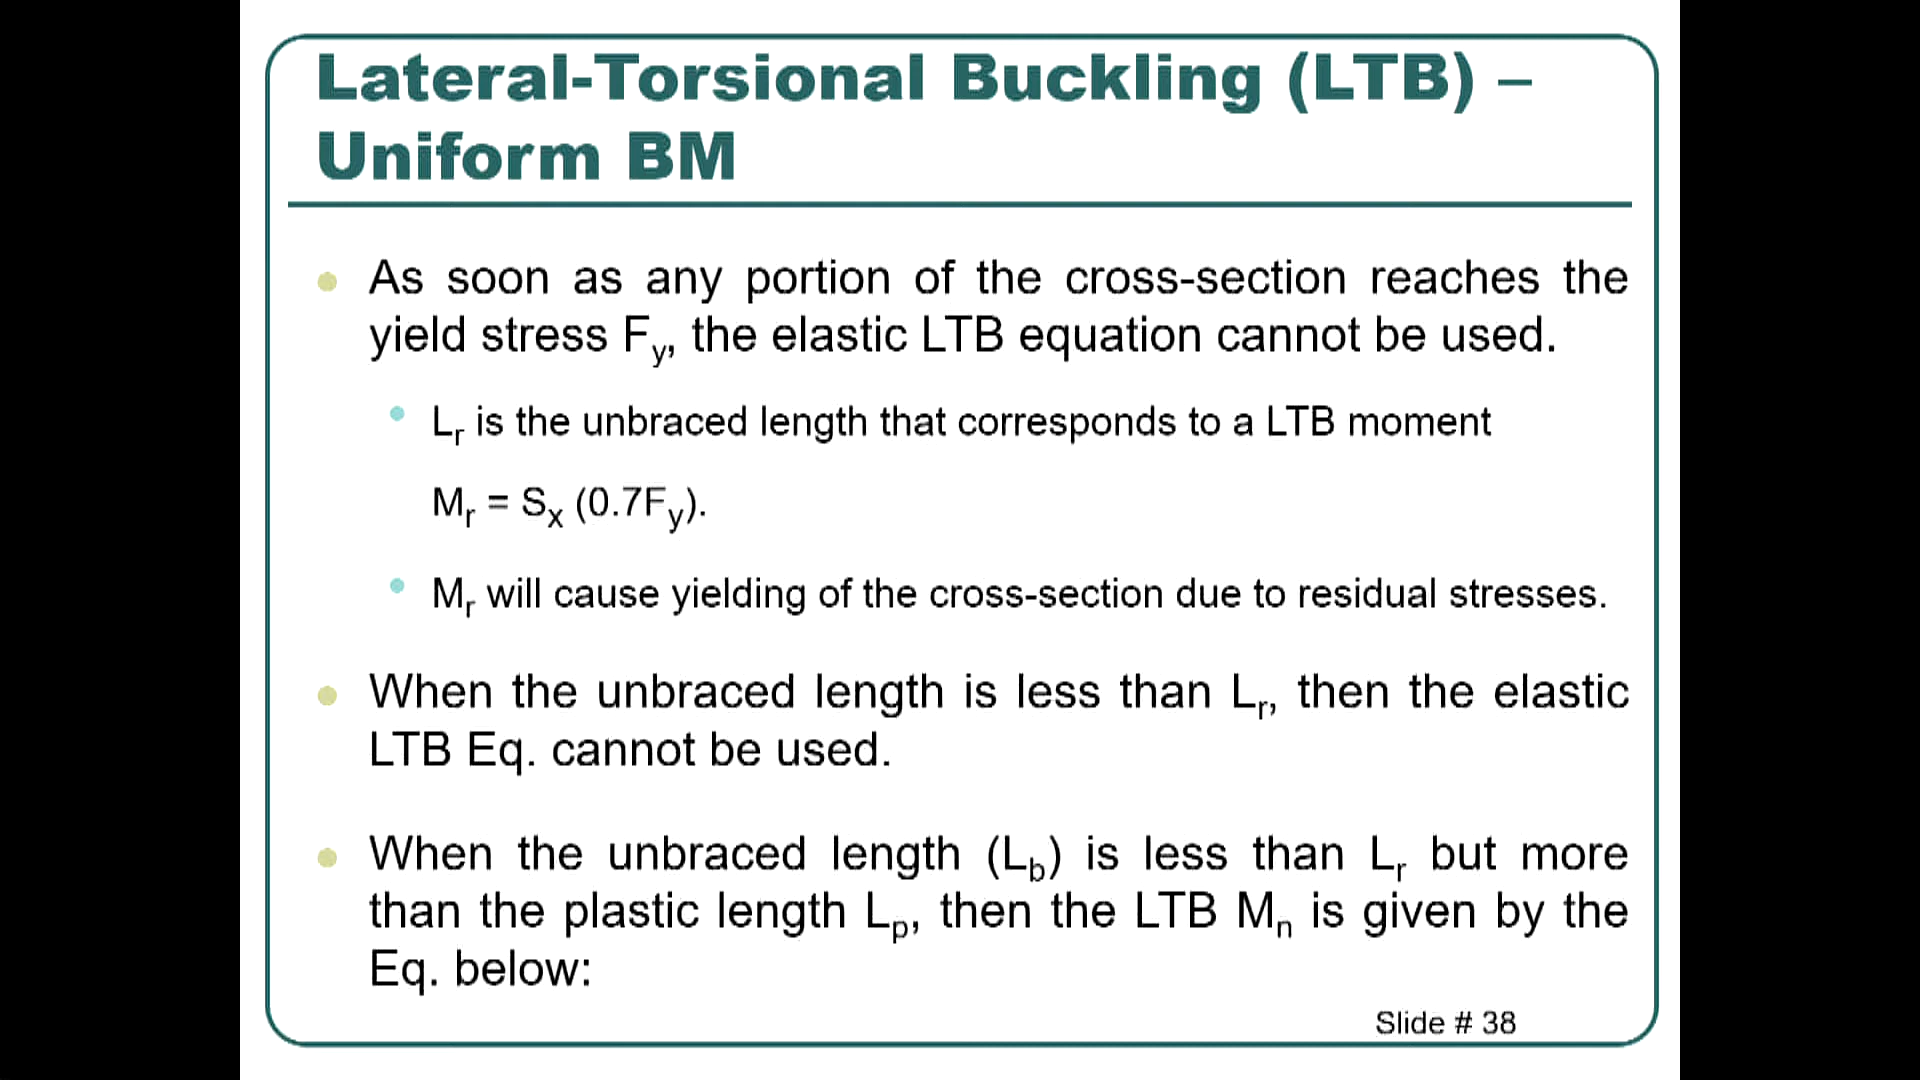 Lateral-Torsional Buckling (LTB) –
Uniform BM
As soon as any portion of the cross-section reaches the
yield stress Fy, the elastic LTB equation cannot be used.
Lr is the unbraced length that corresponds to a LTB moment
Mr = Sx (0.7Fy).
Mr will cause yielding of the cross-section due to residual stresses.
When the unbraced length is less than Lr, then the elastic
LTB Eq. cannot be used.
When the unbraced length (Lb) is less than Lr but more
than the plastic length Lp, then the LTB Mn is given by the
Eq. below:
Slide # 38